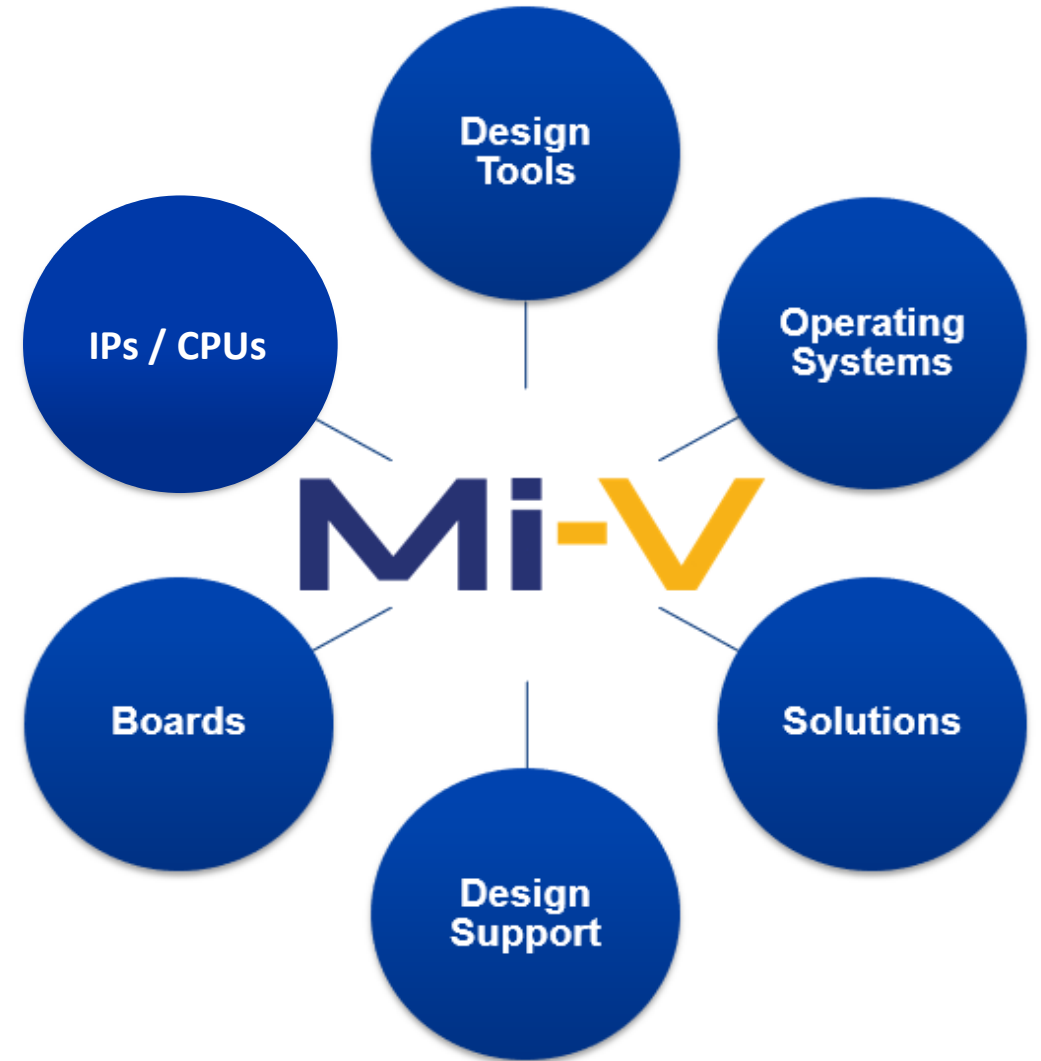 Design
Tools
IPs / CPUs
Operating
Systems
Mi-V
Boards
Solutions
Design
Support